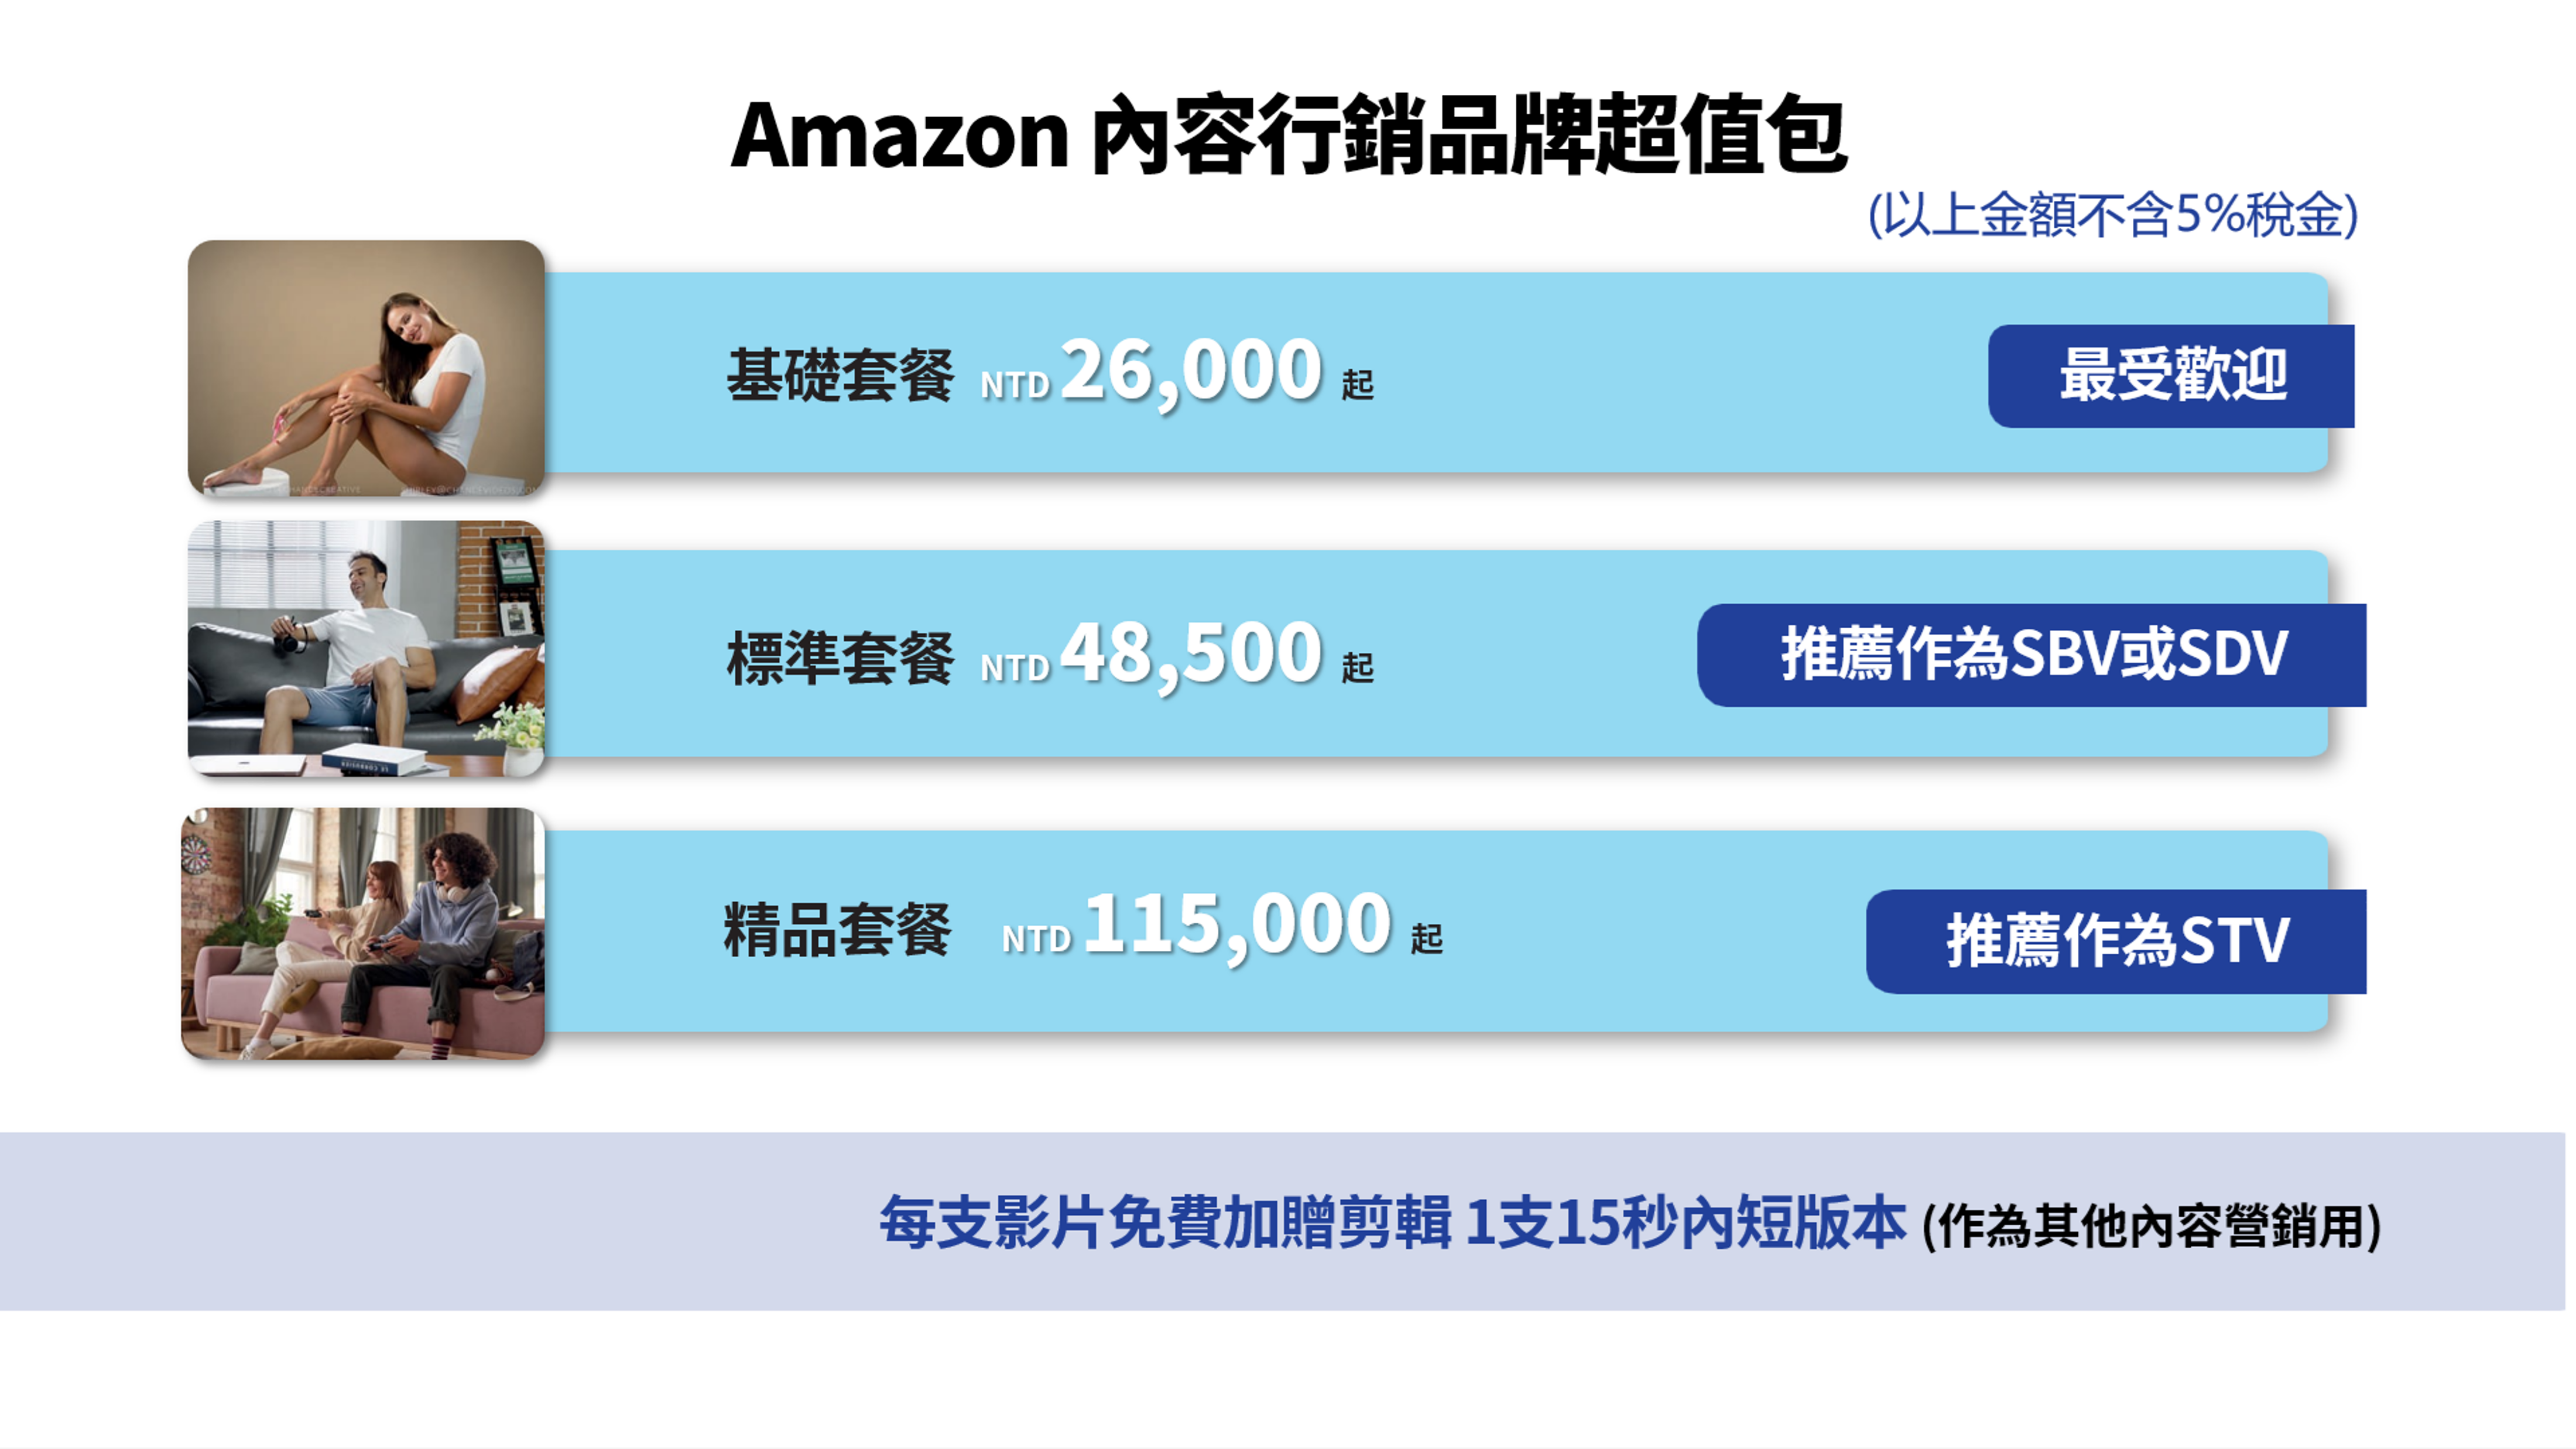 Amazon 內容行銷品牌超值包
(以上金額不含5%稅金)
基礎套餐 NTD 26,000 起
最受歡迎
標準套餐 NTD 48,500 起
推薦作為SBV或SDV
精品套餐 NTD 115,000 起
推薦作為STV
每支影片免費加贈剪輯 1支15秒內短版本 (作為其他內容營銷用)